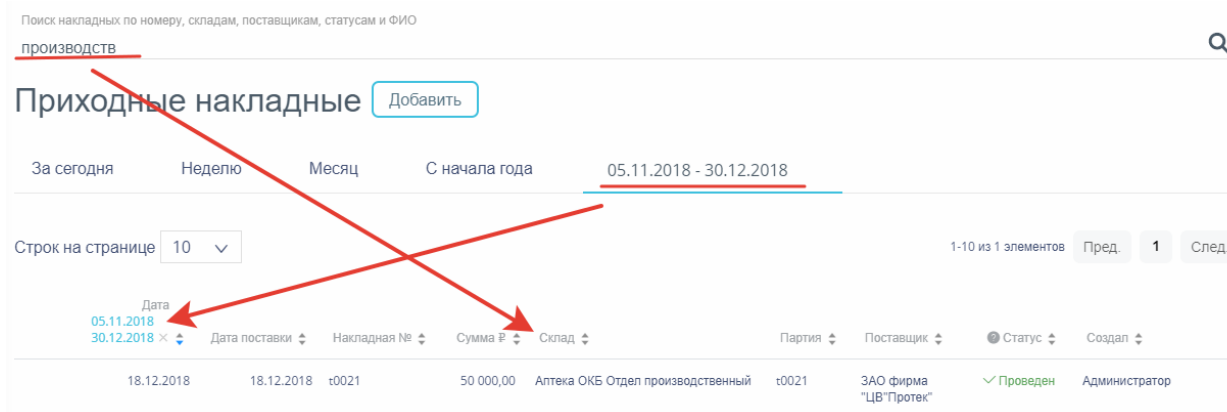 Поиск накладных по номеру, складам, поставщикам, статусам и ФИО
производств
Приходные накладные Добавить
За сегодня Неделю Месяц С начала года 05.11.2018 - 30.12.2018
Строк на странице 10 1-10 из 1 элементов Пред. 1 След.
Дата
05.11.2018
30.12.2018 × Дата поставки Накладная № Сумма ₽ Склад Партия Поставщик ? Статус Создал
18.12.2018 18.12.2018 t0021 50 000,00 Аптека ОКБ Отдел производственный t0021 ЗАО фирма Проведен Администратор
"ЦВ"Протек"